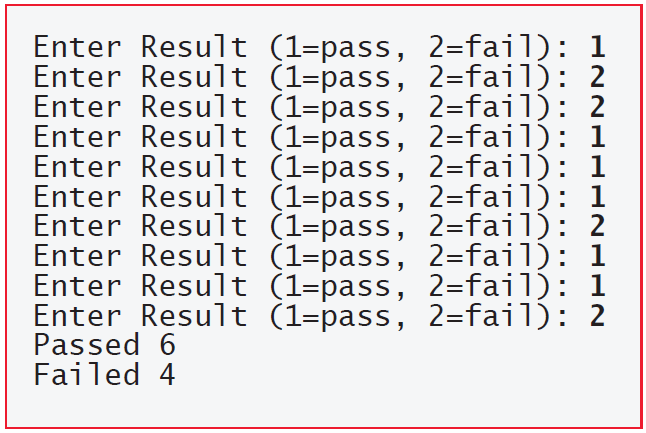 Enter Result (1=pass, 2=fail): 1
Enter Result (1=pass, 2=fail): 2
Enter Result (1=pass, 2=fail): 2
Enter Result (1=pass, 2=fail): 1
Enter Result (1=pass, 2=fail): 1
Enter Result (1=pass, 2=fail): 1
Enter Result (1=pass, 2=fail): 2
Enter Result (1=pass, 2=fail): 1
Enter Result (1=pass, 2=fail): 1
Enter Result (1=pass, 2=fail): 2
Passed 6
Failed 4